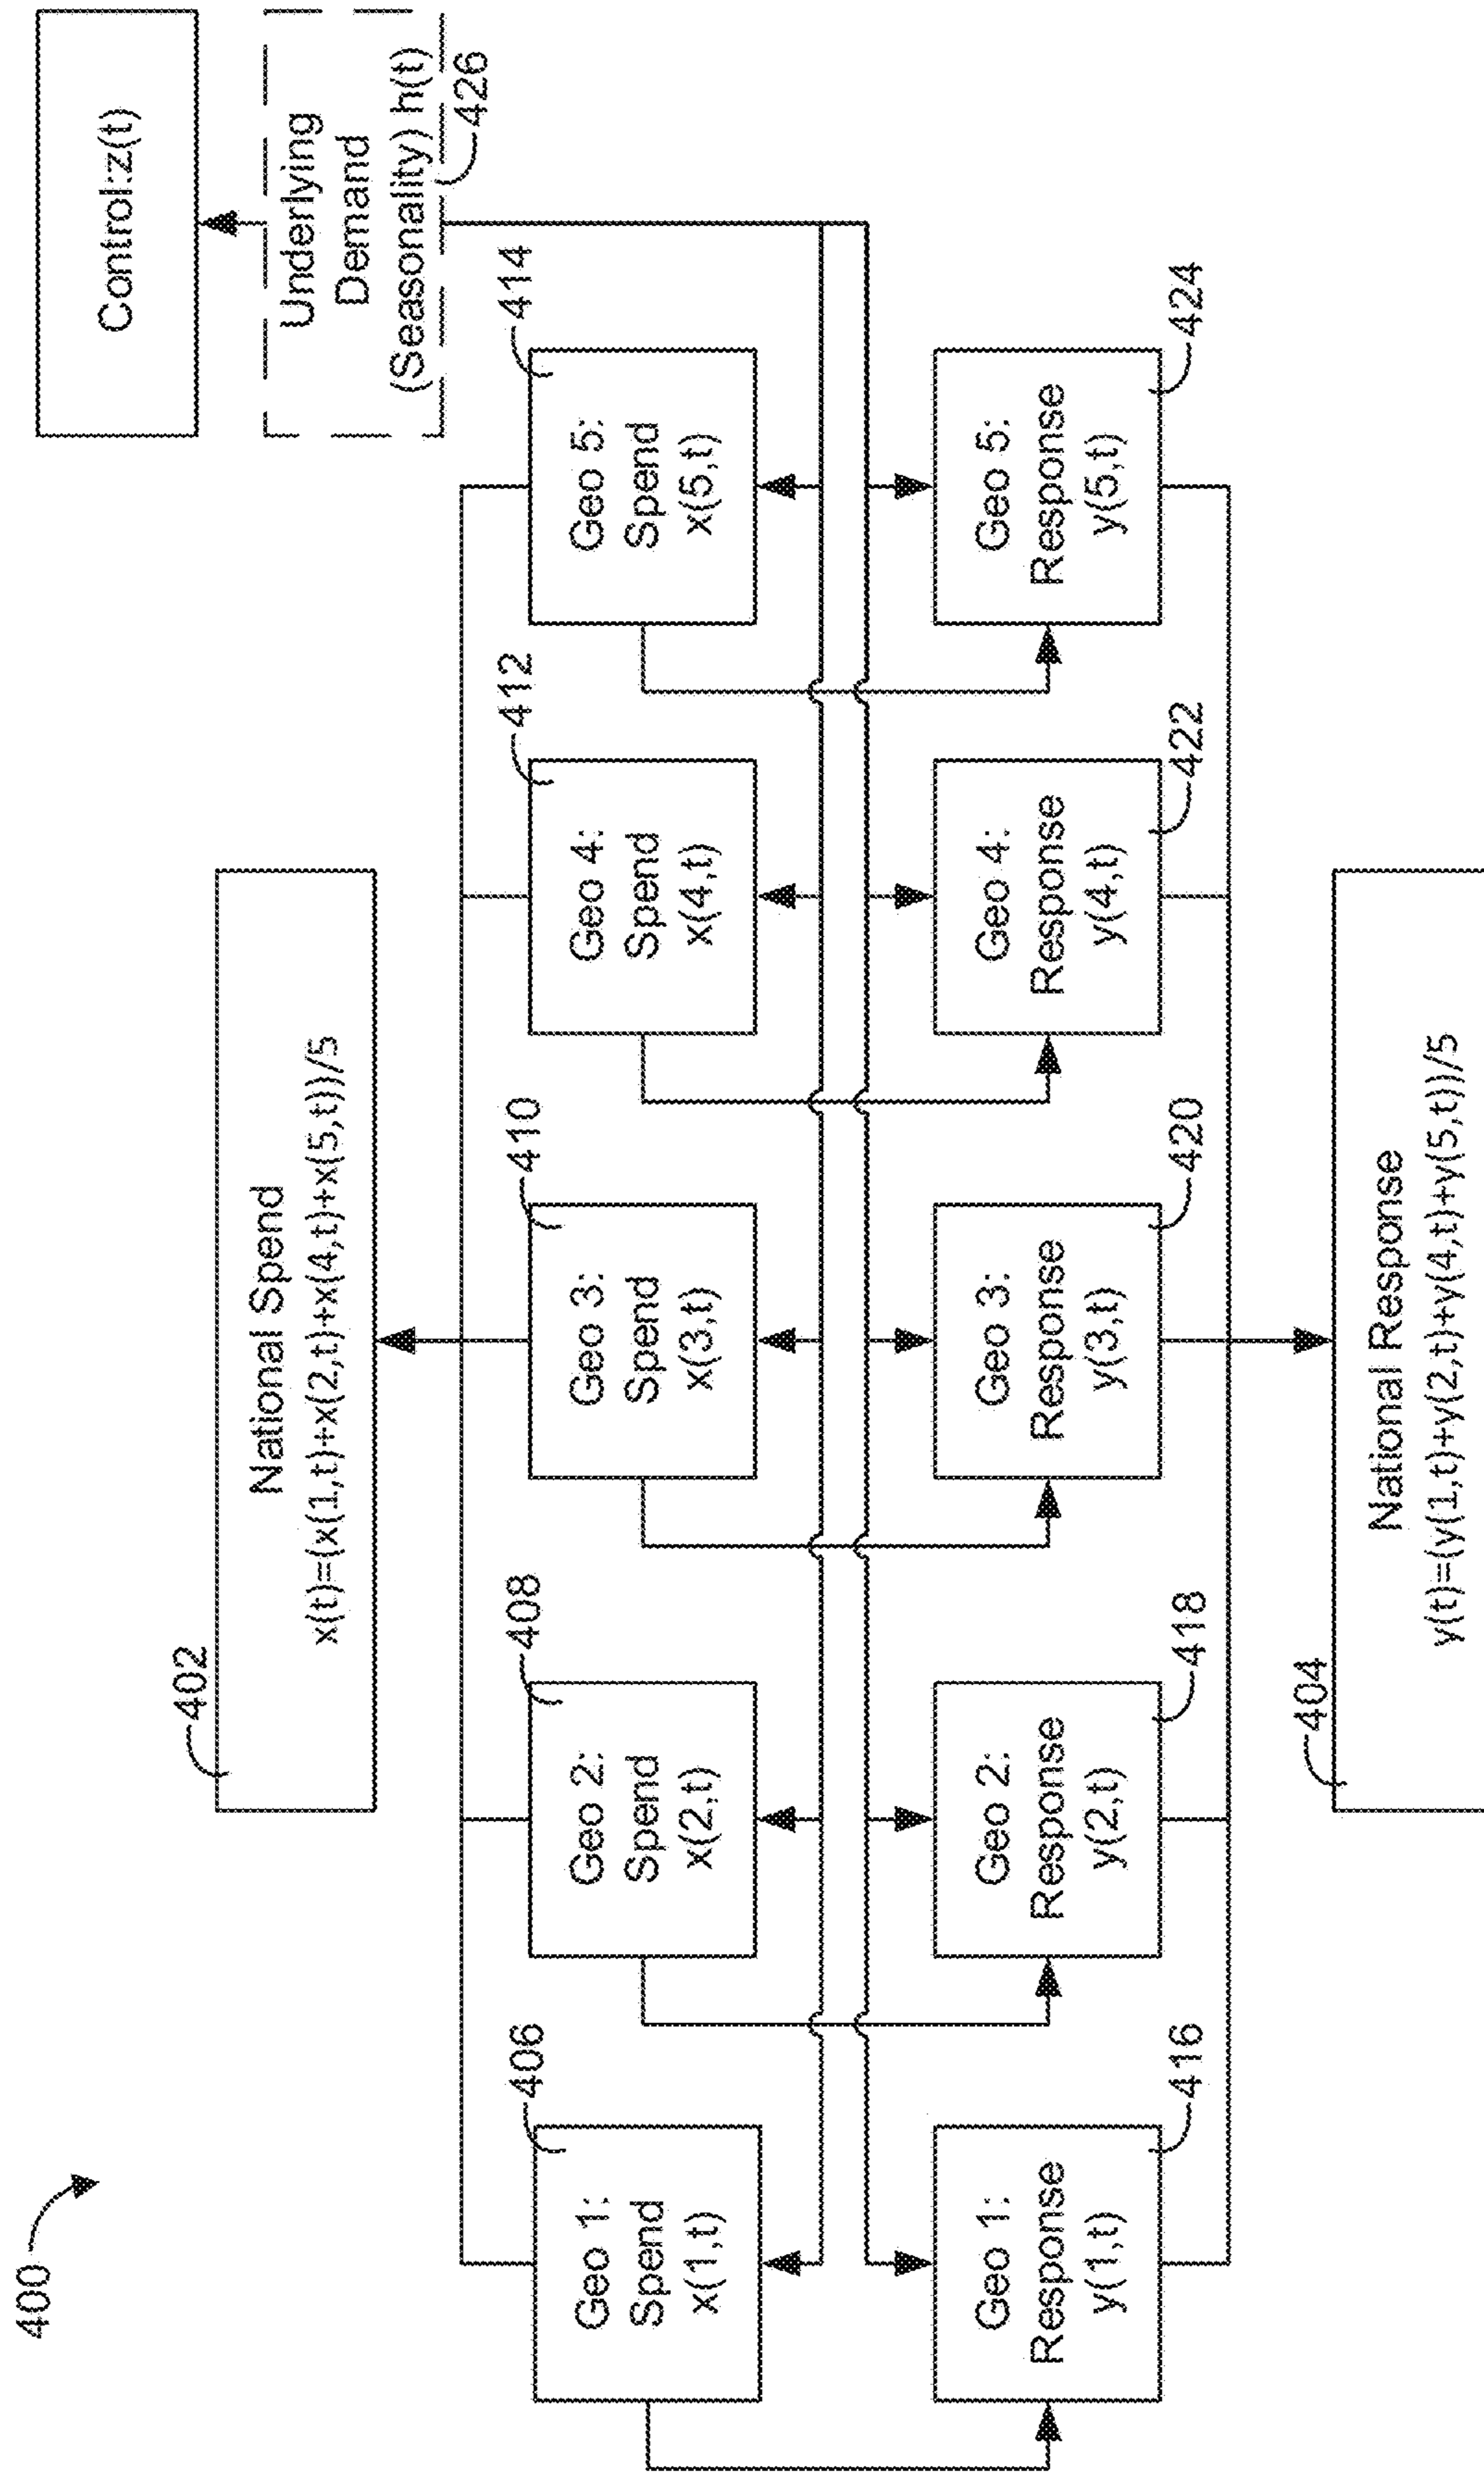 400
Control:z(t)
402
National Spend
x(t)=(x(1,t)+x(2,t)+x(4,t)+x(5,t))/5
Underlying
Demand
(Seasonality) h(t)
426
406
Geo 1:
Spend
x(1,t)
408
Geo 2:
Spend
x(2,t)
410
Geo 3:
Spend
x(3,t)
412
Geo 4:
Spend
x(4,t)
414
Geo 5:
Spend
x(5,t)
Geo 1:
Response
y(1,t)
416
Geo 2:
Response
y(2,t)
418
Geo 3:
Response
y(3,t)
420
Geo 4:
Response
y(4,t)
422
Geo 5:
Response
y(5,t)
424
404
National Response
y(t)=(y(1,t)+y(2,t)+y(4,t)+y(5,t))/5